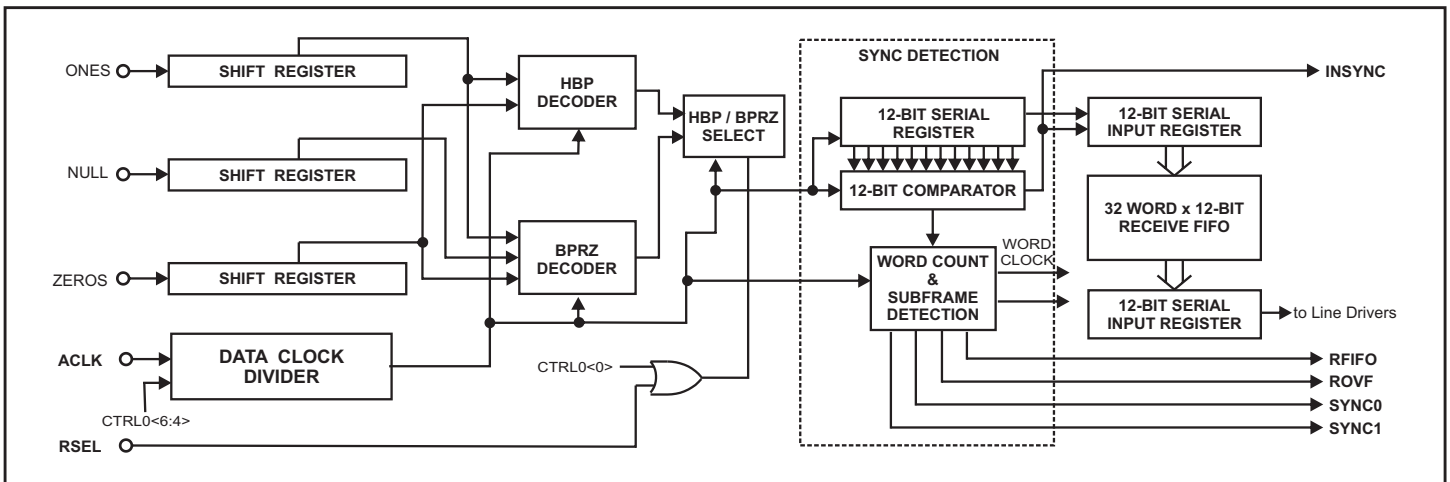 ONES
SHIFT REGISTER
NULL
SHIFT REGISTER
ZEROS
SHIFT REGISTER
ACLK
DATA CLOCK
DIVIDER
CTRL0<6:4>
RSEL
HBP
DECODER
BPRZ
DECODER
HBP / BPRZ
SELECT
CTRL0<0>
SYNC DETECTION
12-BIT SERIAL
REGISTER
12-BIT COMPARATOR
WORD COUNT
&
SUBFRAME
DETECTION
WORD
CLOCK
INSYNC
12-BIT SERIAL
INPUT REGISTER
32 WORD x 12-BIT
RECEIVE FIFO
12-BIT SERIAL
INPUT REGISTER
to Line Drivers
RFIFO
ROVF
SYNC0
SYNC1